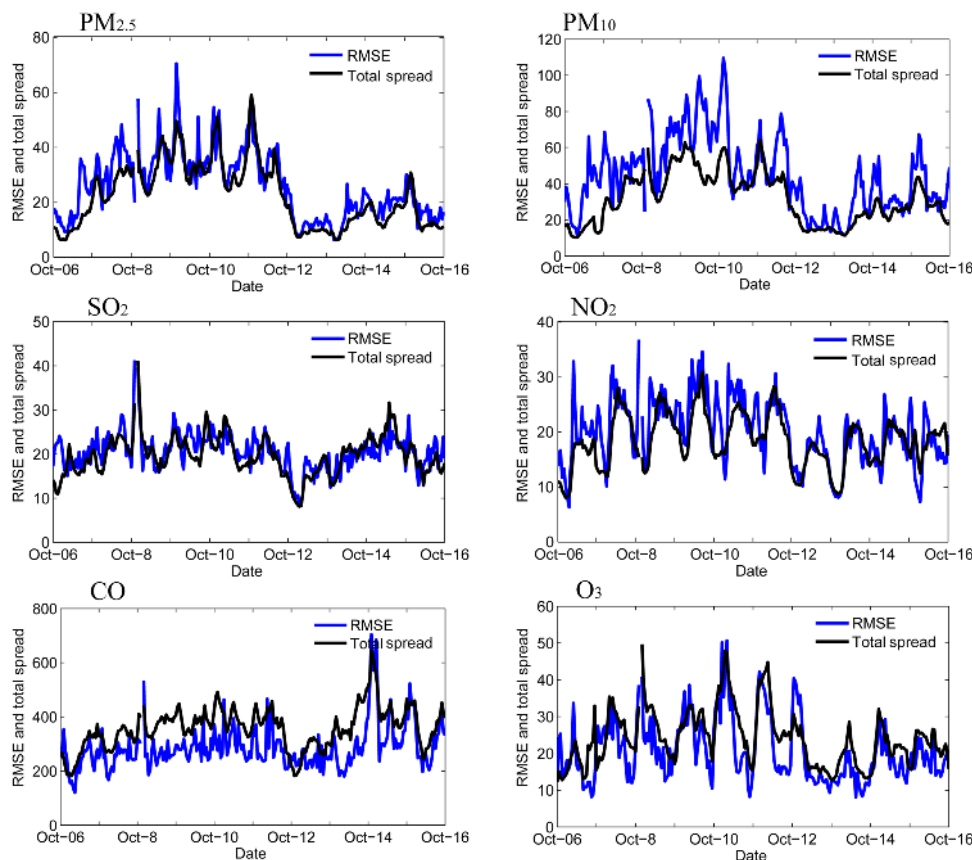 PM2.5
80
60
40
20
0
RMSE and total spread
RMSE
Total spread
Oct−06 Oct−8 Oct−10 Oct−12 Oct−14 Oct−16
Date
PM10
120
100
80
60
40
20
0
RMSE and total spread
RMSE
Total spread
Oct−06 Oct−8 Oct−10 Oct−12 Oct−14 Oct−16
Date
SO2
50
40
30
20
10
0
RMSE and total spread
RMSE
Total spread
Oct−06 Oct−8 Oct−10 Oct−12 Oct−14 Oct−16
Date
NO2
40
30
20
10
0
RMSE and total spread
RMSE
Total spread
Oct−06 Oct−8 Oct−10 Oct−12 Oct−14 Oct−16
Date
CO
800
600
400
200
0
RMSE and total spread
RMSE
Total spread
Oct−06 Oct−8 Oct−10 Oct−12 Oct−14 Oct−16
Date
O3
60
50
40
30
20
10
0
RMSE and total spread
RMSE
Total spread
Oct−06 Oct−8 Oct−10 Oct−12 Oct−14 Oct−16
Date